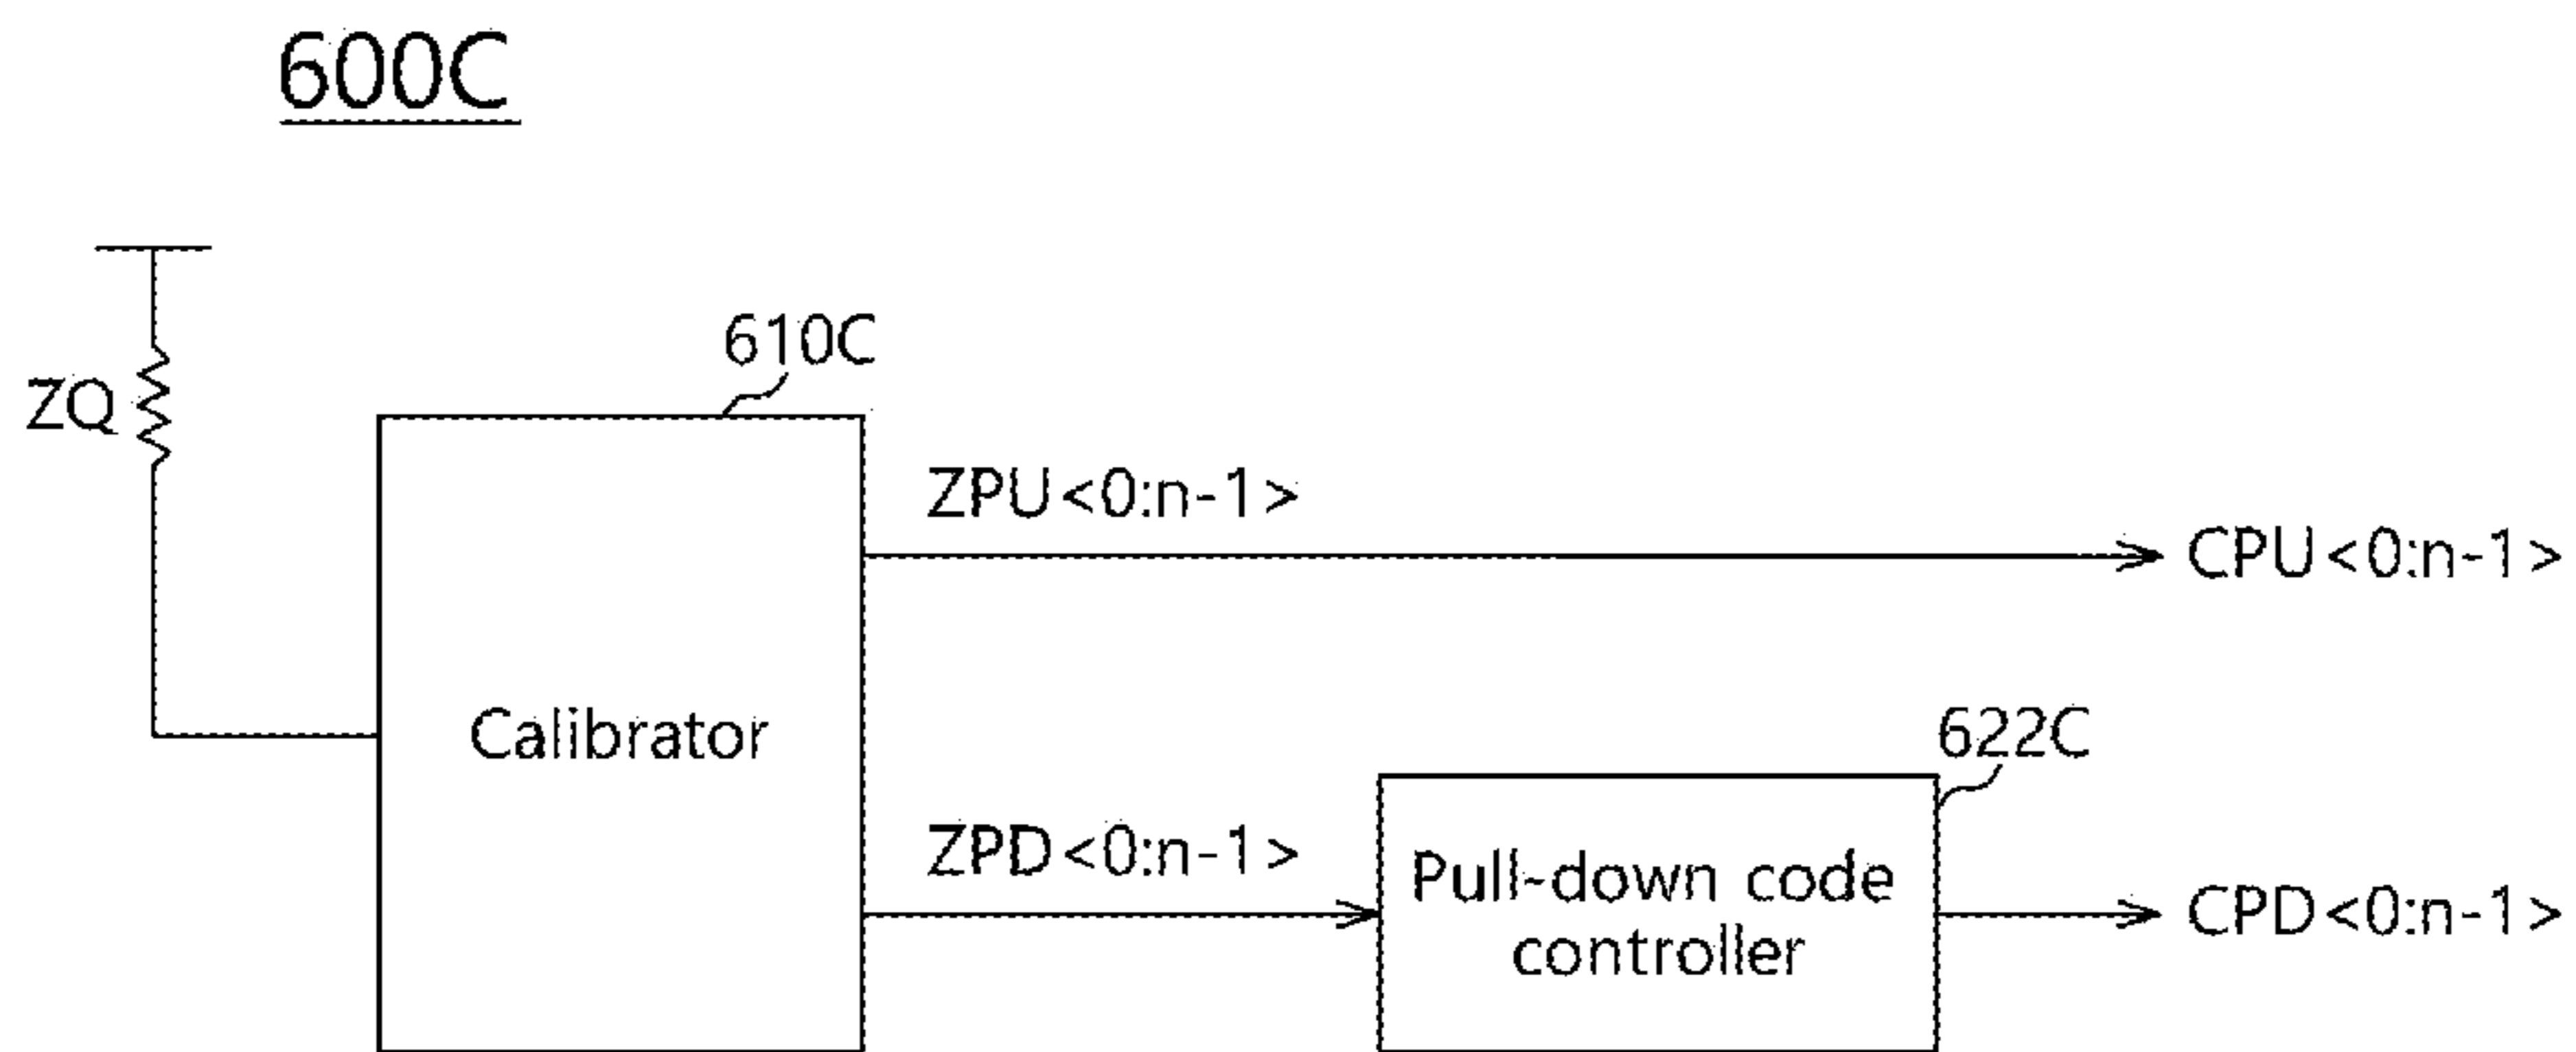 600C
610C
ZQ
ZPU<0:n-1>
CPU<0:n-1>
Calibrator
622C
ZPD<0:n-1>
Pull-down code
controller
CPD<0:n-1>